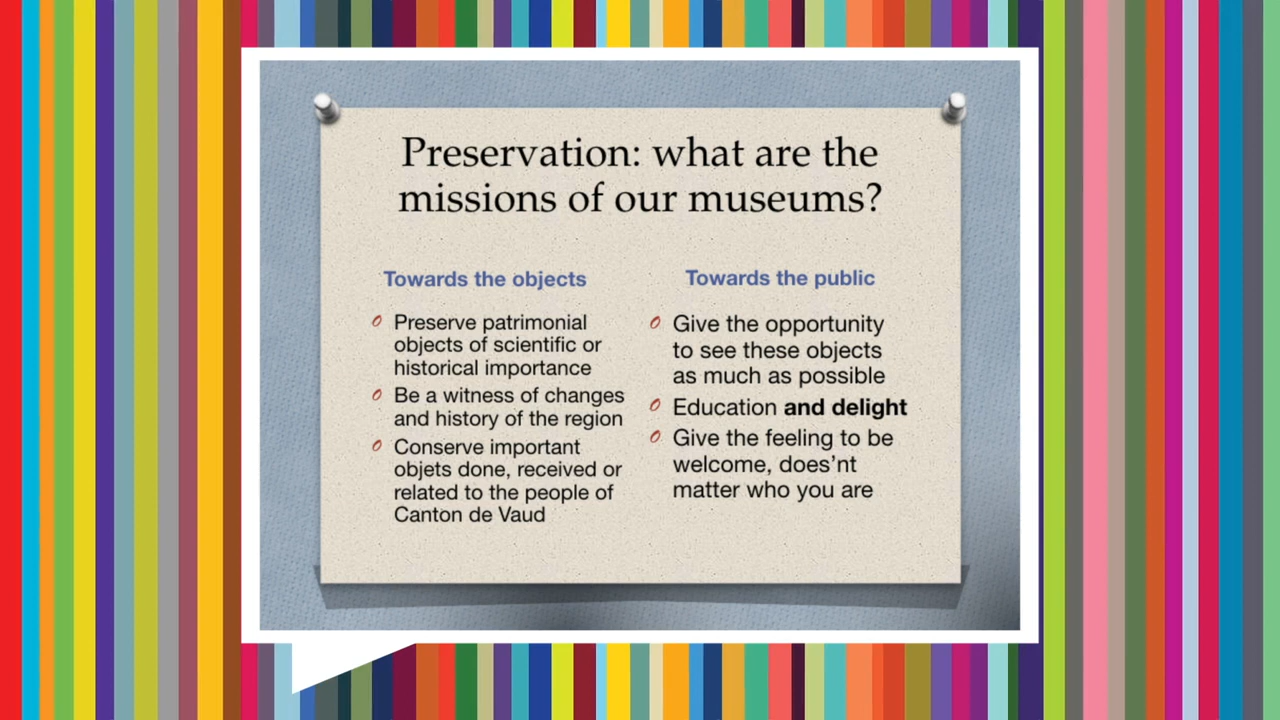 Preservation: what are the
missions of our museums?
Towards the objects
Preserve patrimonial
objects of scientific or
historical importance
Be a witness of changes
and history of the region
Conserve important
objets done, received or
related to the people of
Canton de Vaud
Towards the public
Give the opportunity
to see these objects
as much as possible
Education and delight
Give the feeling to be
welcome, does'nt
matter who you are